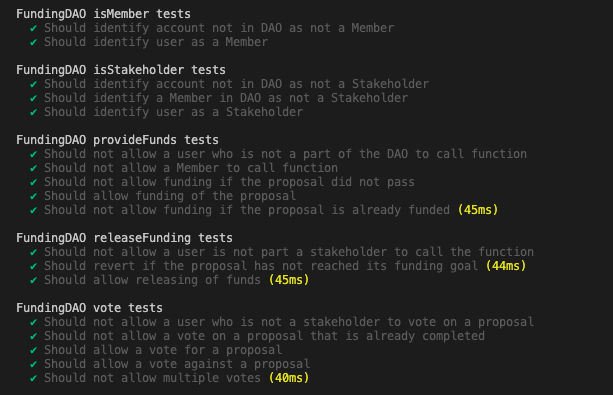 FundingDAO isMember tests
✔ Should identify account not in DAO as not a Member
✔ Should identify user as a Member
FundingDAO isStakeholder tests
✔ Should identify account not in DAO as not a Stakeholder
✔ Should identify a Member in DAO as not a Stakeholder
✔ Should identify user as a Stakeholder
FundingDAO provideFunds tests
✔ Should not allow a user who is not a part of the DAO to call function
✔ Should not allow a Member to call function
✔ Should not allow funding if the proposal did not pass
✔ Should allow funding of the proposal
✔ Should not allow funding if the proposal is already funded (45ms)
FundingDAO releaseFunding tests
✔ Should not allow a user is not part a stakeholder to call the function
✔ Should revert if the proposal has not reached its funding goal (44ms)
✔ Should allow releasing of funds (45ms)
FundingDAO vote tests
✔ Should not allow a user who is not a stakeholder to vote on a proposal
✔ Should not allow a vote on a proposal that is already completed
✔ Should allow a vote for a proposal
✔ Should allow a vote against a proposal
✔ Should not allow multiple votes (40ms)